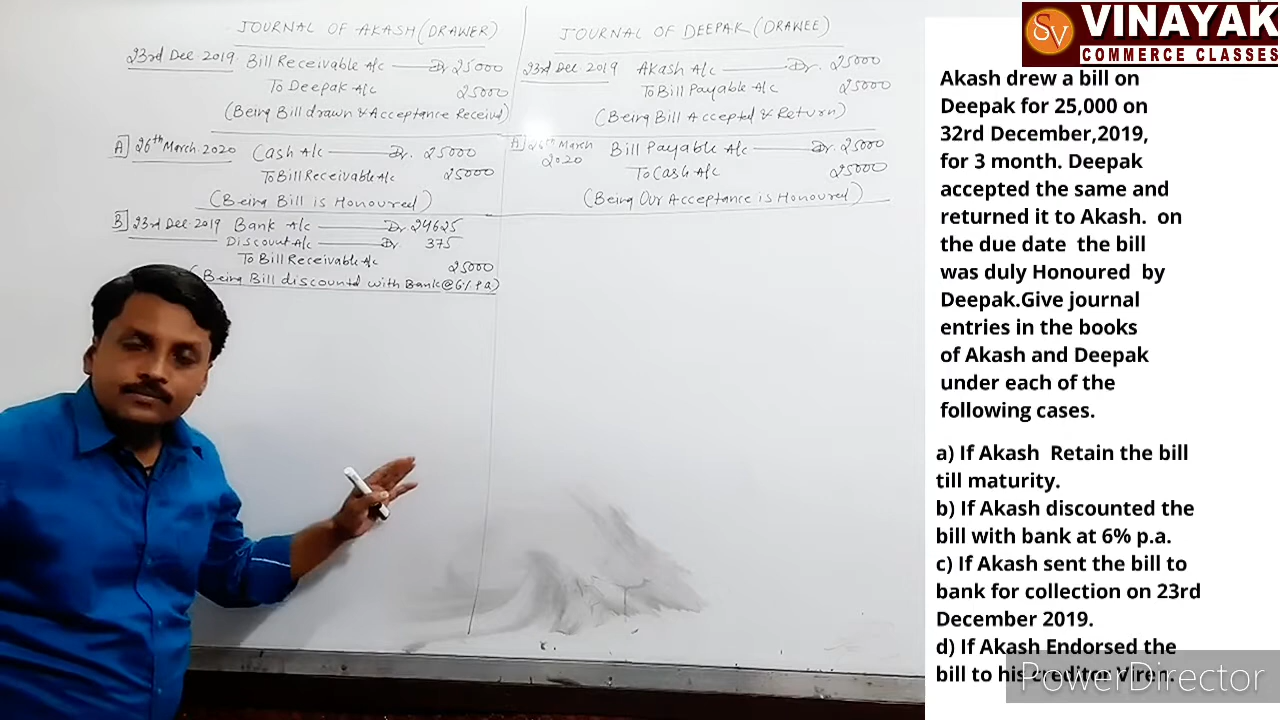 JOURNAL OF AKASH (DRAWER)
23rd Dec 2019 Bill Receivable A/c Dr 25000
To Deepak A/c 25000
(Being Bill drawn & Acceptance Received)
A] 26th March 2020 Cash A/c Dr. 25000
To Bill Receivable A/c 25000
(Being Bill is Honoured)
B] 23rd Dec 2019 Bank A/c Dr 24625
Discount A/c Dr. 375
To Bill Receivable A/c 25000
(Being Bill discountd with Bank @ 6% P.a.)
JOURNAL OF DEEPAK (DRAWEE)
23rd Dec 2019 Akash A/c Dr. 25000
To Bill Payable A/c 25000
(Being Bill Accepted & Return)
A] 26th March 2020 Bill Payable A/c Dr. 25000
To Cash A/c 25000
(Being Our Acceptance is Honoured)
SV VINAYAK
COMMERCE CLASSES
Akash drew a bill on
Deepak for 25,000 on
32rd December,2019,
for 3 month. Deepak
accepted the same and
returned it to Akash. on
the due date the bill
was duly Honoured by
Deepak.Give journal
entries in the books
of Akash and Deepak
under each of the
following cases.
a) If Akash Retain the bill
till maturity.
b) If Akash discounted the
bill with bank at 6% p.a.
c) If Akash sent the bill to
bank for collection on 23rd
December 2019.
d) If Akash Endorsed the
bill to his creditor Viren.
PowerDirector